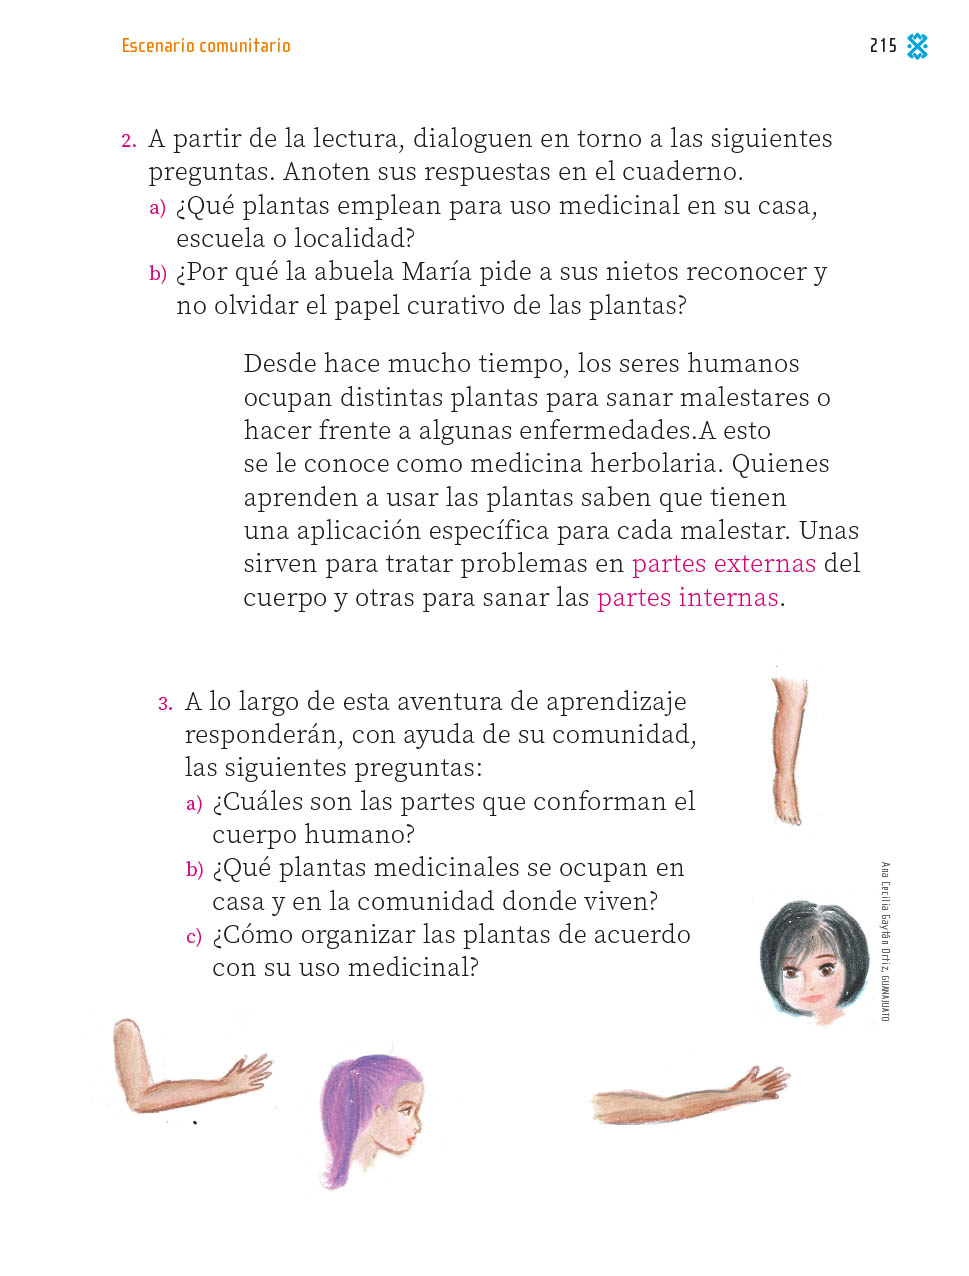 Escenario comunitario
215
2. A partir de la lectura, dialoguen en torno a las siguientes
preguntas. Anoten sus respuestas en el cuaderno.
a) ¿Qué plantas emplean para uso medicinal en su casa,
escuela o localidad?
b) ¿Por qué la abuela María pide a sus nietos reconocer y
no olvidar el papel curativo de las plantas?
Desde hace mucho tiempo, los seres humanos
ocupan distintas plantas para sanar malestares o
hacer frente a algunas enfermedades.A esto
se le conoce como medicina herbolaria. Quienes
aprenden a usar las plantas saben que tienen
una aplicación específica para cada malestar. Unas
sirven para tratar problemas en partes externas del
cuerpo y otras para sanar las partes internas.
3. A lo largo de esta aventura de aprendizaje
responderán, con ayuda de su comunidad,
las siguientes preguntas:
a) ¿Cuáles son las partes que conforman el
cuerpo humano?
b) ¿Qué plantas medicinales se ocupan en
casa y en la comunidad donde viven?
c) ¿Cómo organizar las plantas de acuerdo
con su uso medicinal?
Ana Cecilia Gaytán Ortiz, GUANAJUATO